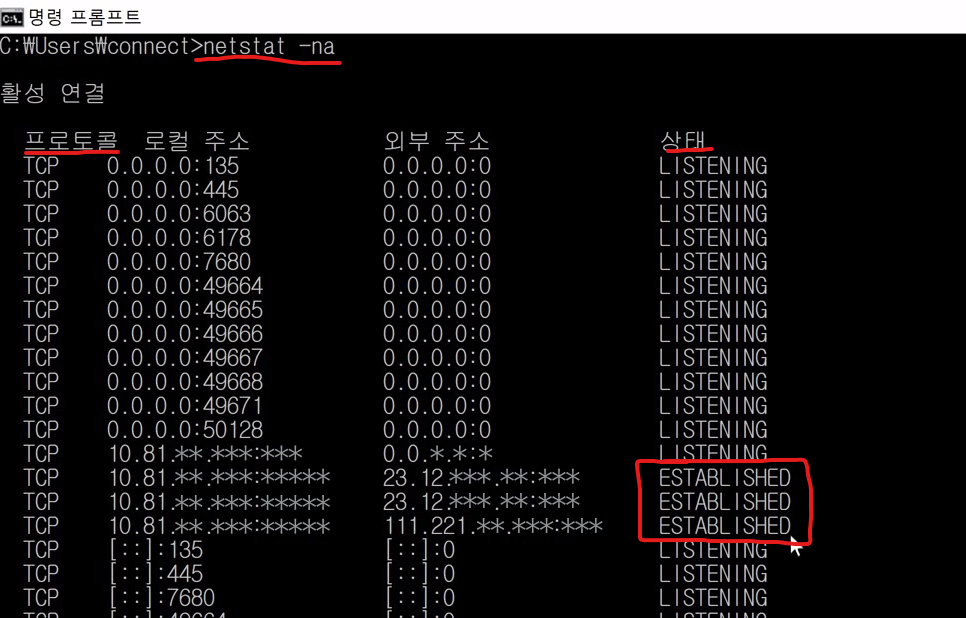 명령 프롬프트
C:₩Users₩connect>netstat -na
활성 연결
프로토콜 로컬 주소 외부 주소 상태
TCP 0.0.0.0:135 0.0.0.0:0 LISTENING
TCP 0.0.0.0:445 0.0.0.0:0 LISTENING
TCP 0.0.0.0:6063 0.0.0.0:0 LISTENING
TCP 0.0.0.0:6178 0.0.0.0:0 LISTENING
TCP 0.0.0.0:7680 0.0.0.0:0 LISTENING
TCP 0.0.0.0:49664 0.0.0.0:0 LISTENING
TCP 0.0.0.0:49665 0.0.0.0:0 LISTENING
TCP 0.0.0.0:49666 0.0.0.0:0 LISTENING
TCP 0.0.0.0:49667 0.0.0.0:0 LISTENING
TCP 0.0.0.0:49668 0.0.0.0:0 LISTENING
TCP 0.0.0.0:49671 0.0.0.0:0 LISTENING
TCP 0.0.0.0:50128 0.0.0.0:0 LISTENING
TCP 10.81.**.***:*** 0.0.*.*:* LISTENING
TCP 10.81.**.***:***** 23.12.***.**:*** ESTABLISHED
TCP 10.81.**.***:***** 23.12.***.**:*** ESTABLISHED
TCP 10.81.**.***:***** 111.221.**.***:*** ESTABLISHED
TCP [::]:135 [::]:0 LISTENING
TCP [::]:445 [::]:0 LISTENING
TCP [::]:7680 [::]:0 LISTENING
TCP [::]:49664 [::]:0 LISTENING